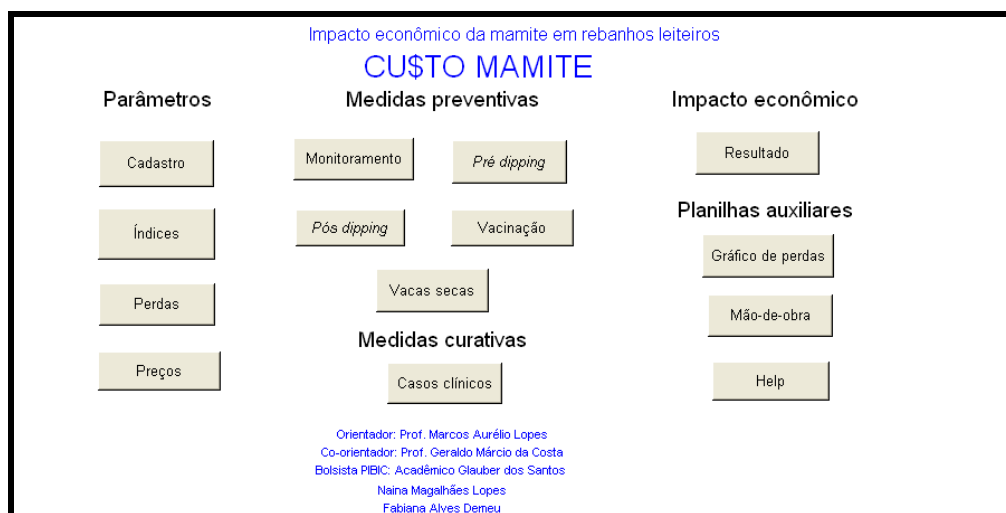 Impacto econômico da mamite em rebanhos leiteiros
CU$TO MAMITE
Parâmetros
Cadastro
Índices
Perdas
Preços
Medidas preventivas
Monitoramento
Pré dipping
Pós dipping
Vacinação
Vacas secas
Medidas curativas
Casos clínicos
Impacto econômico
Resultado
Planilhas auxiliares
Gráfico de perdas
Mão-de-obra
Help
Orientador: Prof. Marcos Aurélio Lopes
Co-orientador: Prof. Geraldo Márcio da Costa
Bolsista PIBIC: Acadêmico Glauber dos Santos
Naina Magalhães Lopes
Fabiana Alves Demeu